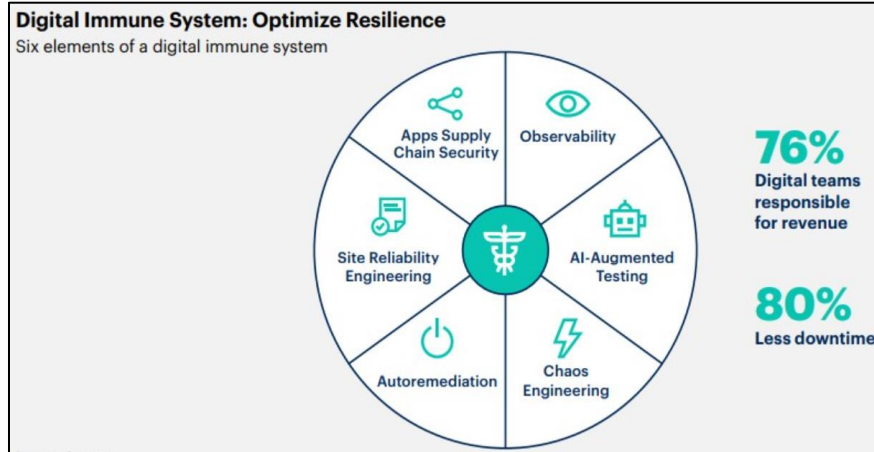 Digital Immune System: Optimize Resilience
Six elements of a digital immune system
Apps Supply
Chain Security
Observability
Site Reliability
Engineering
AI-Augmented
Testing
Autoremediation
Chaos
Engineering
76%
Digital teams
responsible
for revenue
80%
Less downtime